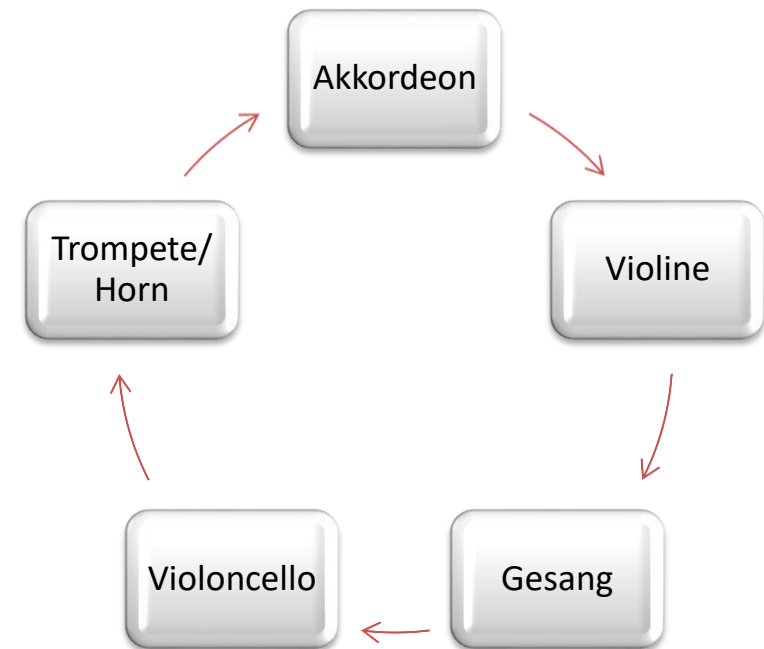 Akkordeon
Violine
Gesang
Violoncello
Trompete/
Horn